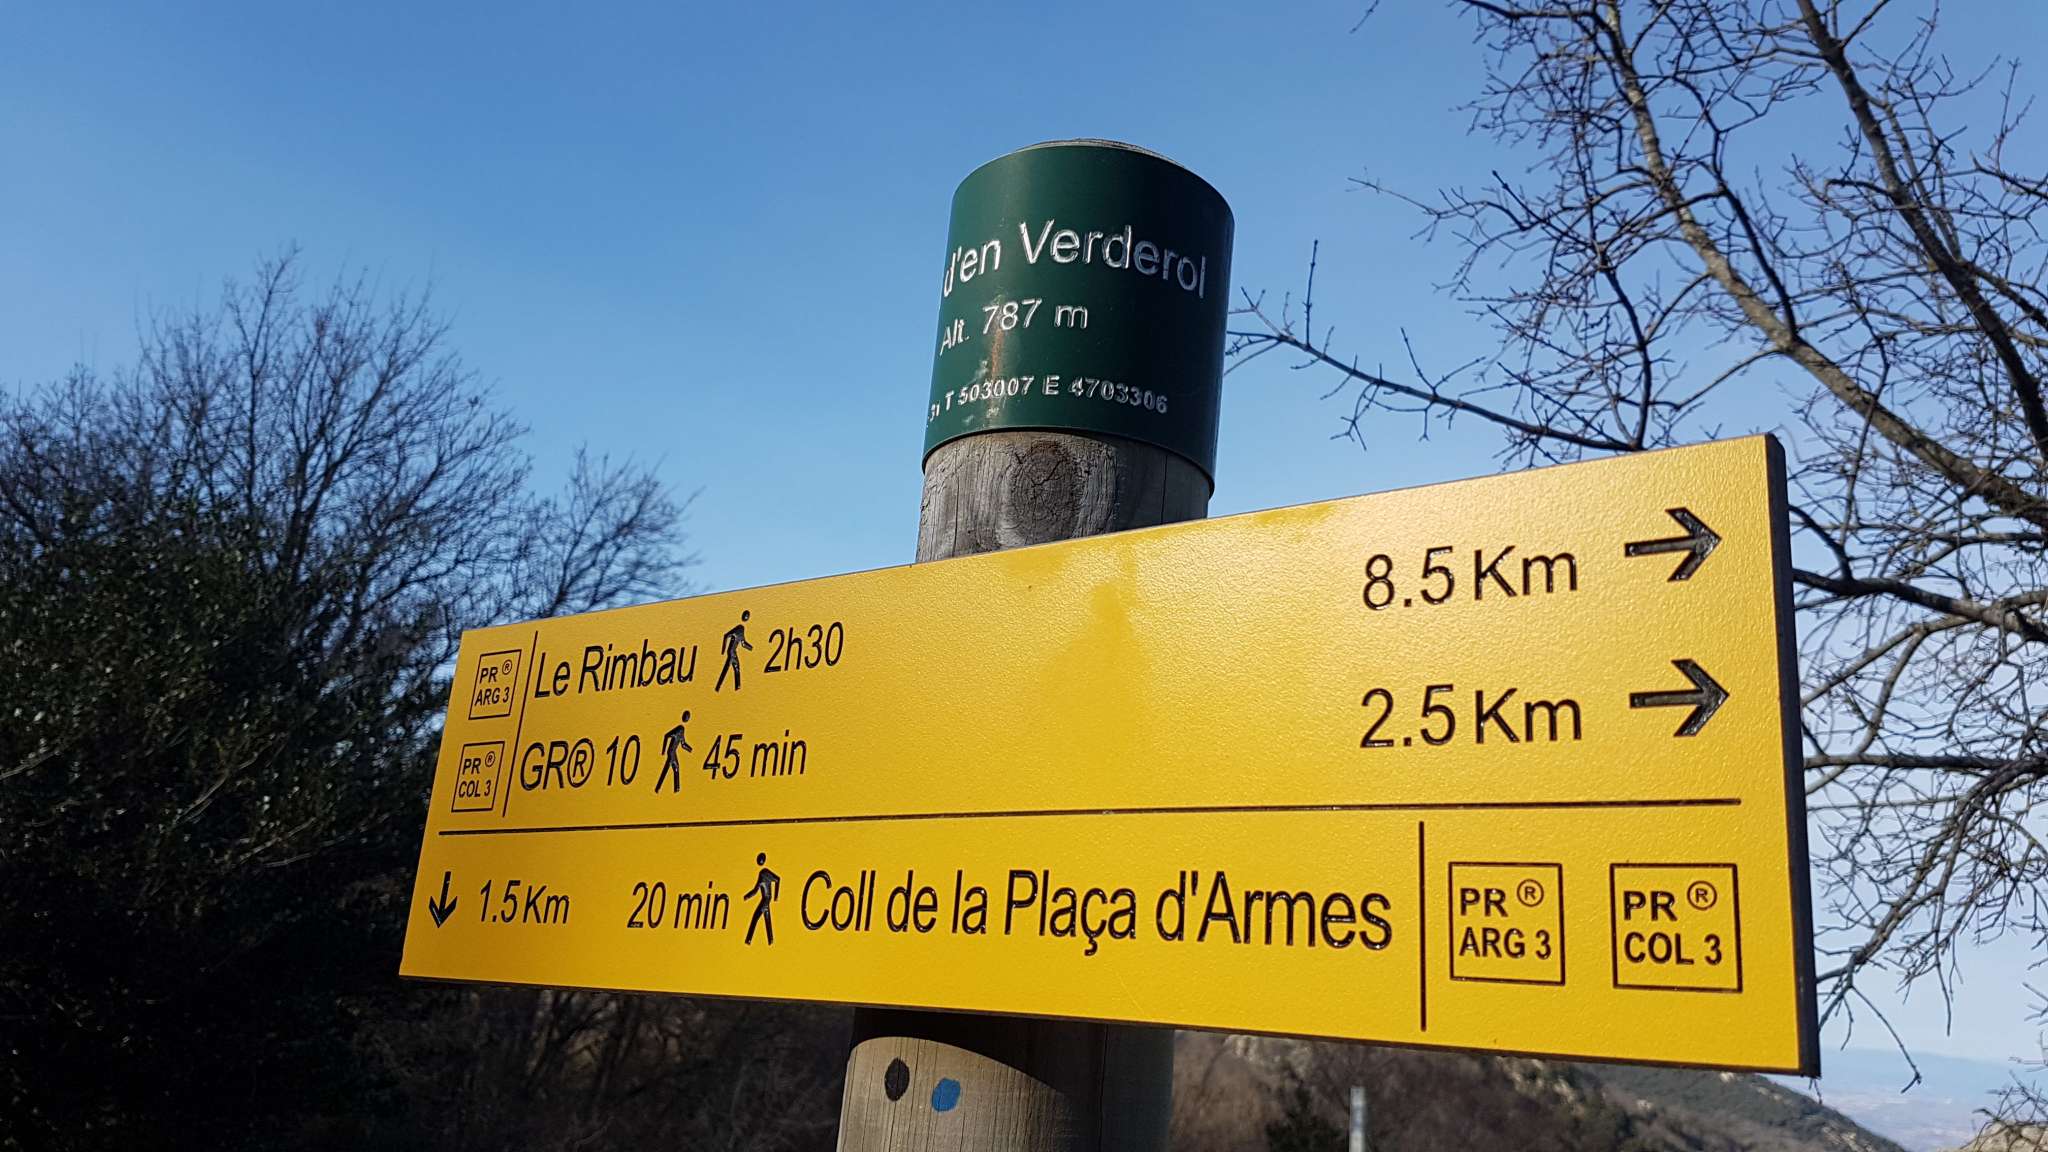 d'en Verderol
Alt. 787 m
31 T 503007 E 4703306
PR® ARG 3 Le Rimbau 2h30 8.5 Km →
PR® COL 3 GR® 10 45 min 2.5 Km →
↓ 1.5 Km 20 min Coll de la Plaça d'Armes PR® ARG 3 PR® COL 3